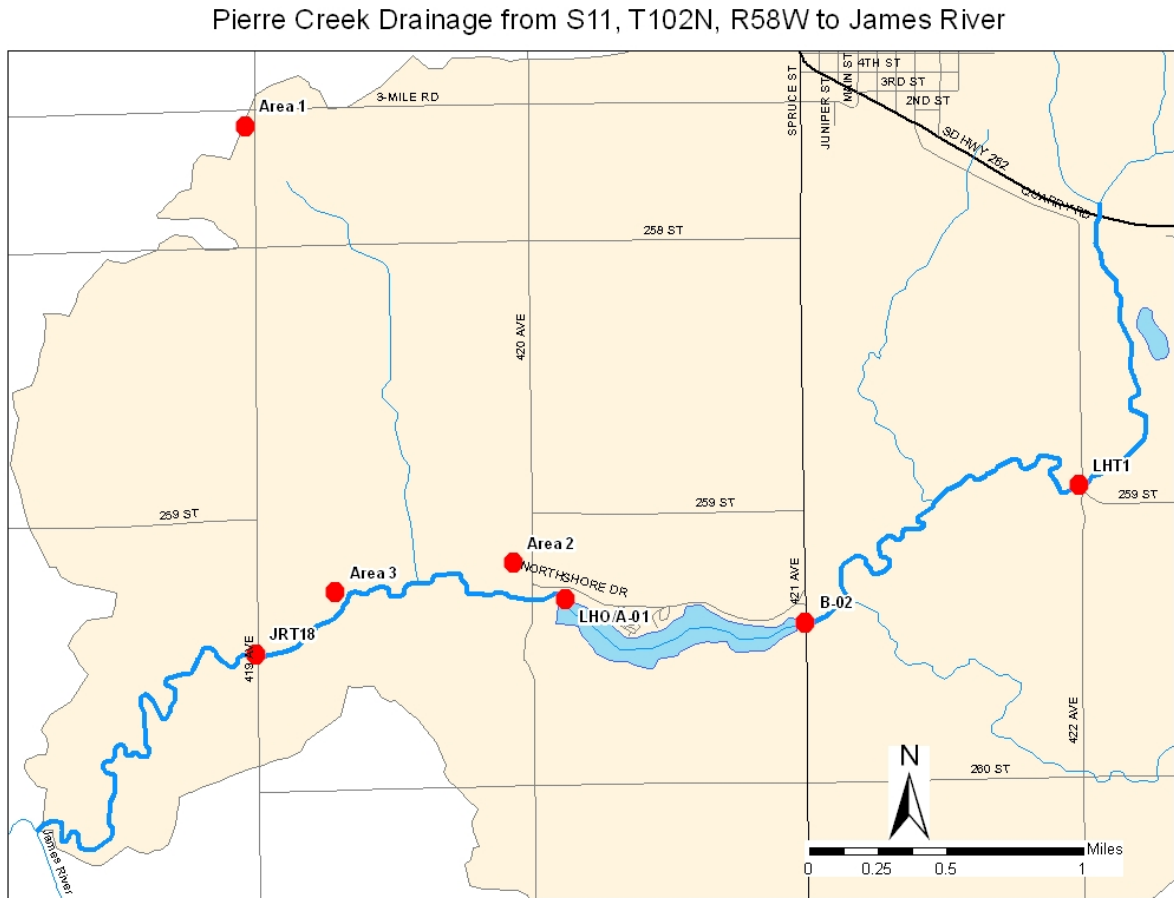 Pierre Creek Drainage from S11, T102N, R58W to James River
4TH ST
3RD ST
2ND ST
MAIN ST
JUNIPER ST
SPRUCE ST
3-MILE RD
Area 1
SD HWY 262
QUARRY RD
259 ST
420 AVE
LHT1
259 ST
259 ST
259 ST
Area 2
NORTH SHORE DR
421 AVE
Area 3
LHO/A-01
B-02
JRT18
419 AVE
422 AVE
N
260 ST
Miles
0 0.25 0.5 1
James River